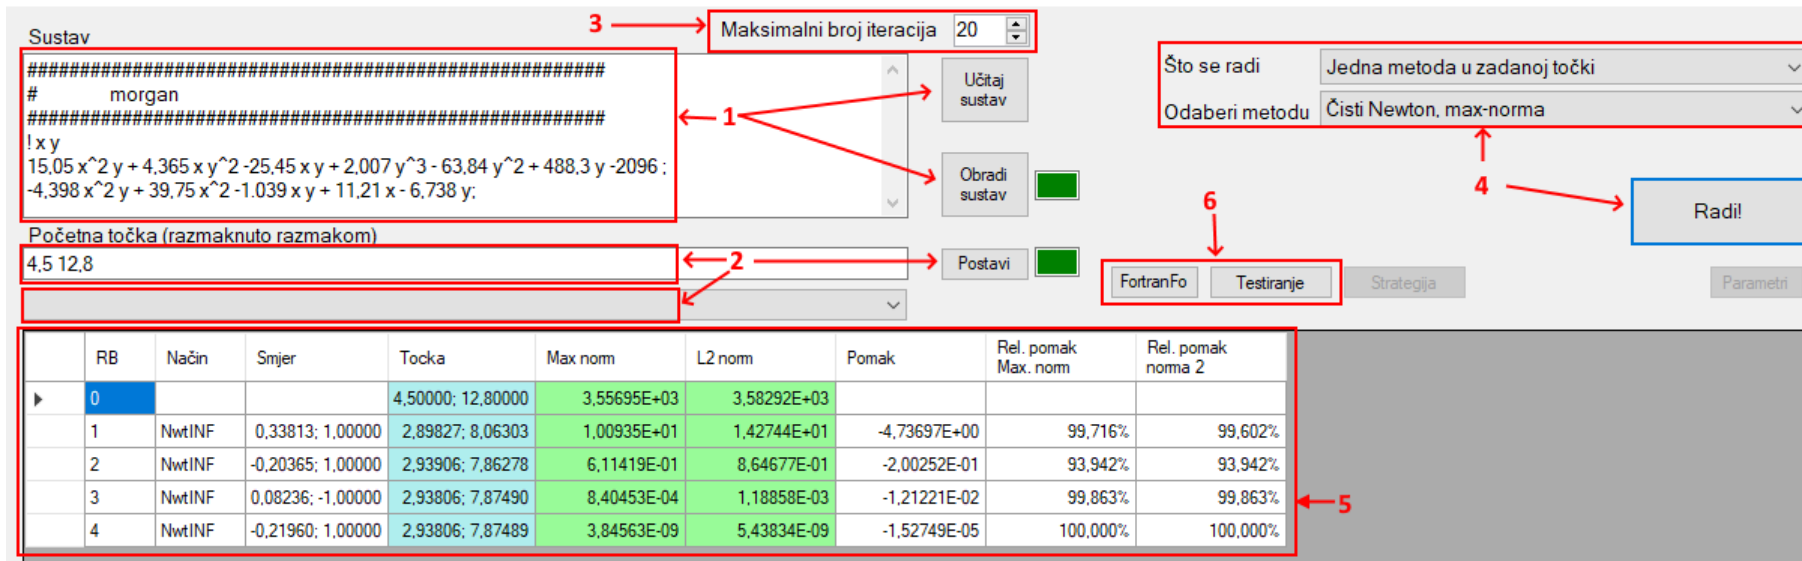 3
Maksimalni broj iteracija 20
Sustav
#######################################################
# morgan
#######################################################
! x y
15,05 x^2 y + 4,365 x y^2 -25,45 x y + 2,007 y^3 - 63,84 y^2 + 488,3 y -2096 ;
-4,398 x^2 y + 39,75 x^2 -1.039 x y + 11,21 x - 6,738 y;
1
Učitaj
sustav
Obradi
sustav
Što se radi Jedna metoda u zadanoj točki
Odaberi metodu Čisti Newton, max-norma
4
Radi!
6
Početna točka (razmaknuto razmakom)
4,5 12,8
2
Postavi
FortranFo Testiranje Strategija Parametri
RB Način Smjer Tocka Max norm L2 norm Pomak Rel. pomak Max. norm Rel. pomak norma 2
0 4,50000; 12,80000 3,55695E+03 3,58292E+03
1 NwtINF 0,33813; 1,00000 2,89827; 8,06303 1,00935E+01 1,42744E+01 -4,73697E+00 99,716% 99,602%
2 NwtINF -0,20365; 1,00000 2,93906; 7,86278 6,11419E-01 8,64677E-01 -2,00252E-01 93,942% 93,942%
3 NwtINF 0,08236; -1,00000 2,93806; 7,87490 8,40453E-04 1,18858E-03 -1,21221E-02 99,863% 99,863%
4 NwtINF -0,21960; 1,00000 2,93806; 7,87489 3,84563E-09 5,43834E-09 -1,52749E-05 100,000% 100,000%
5